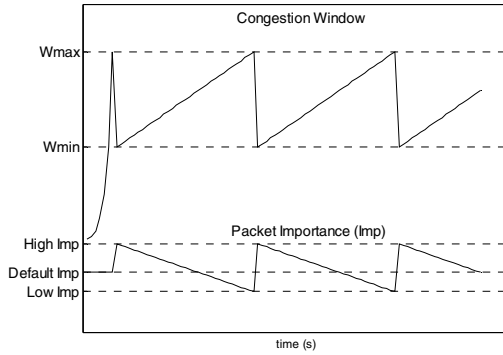 Congestion Window
Wmax
Wmin
Packet Importance (Imp)
High Imp
Default Imp
Low Imp
time (s)